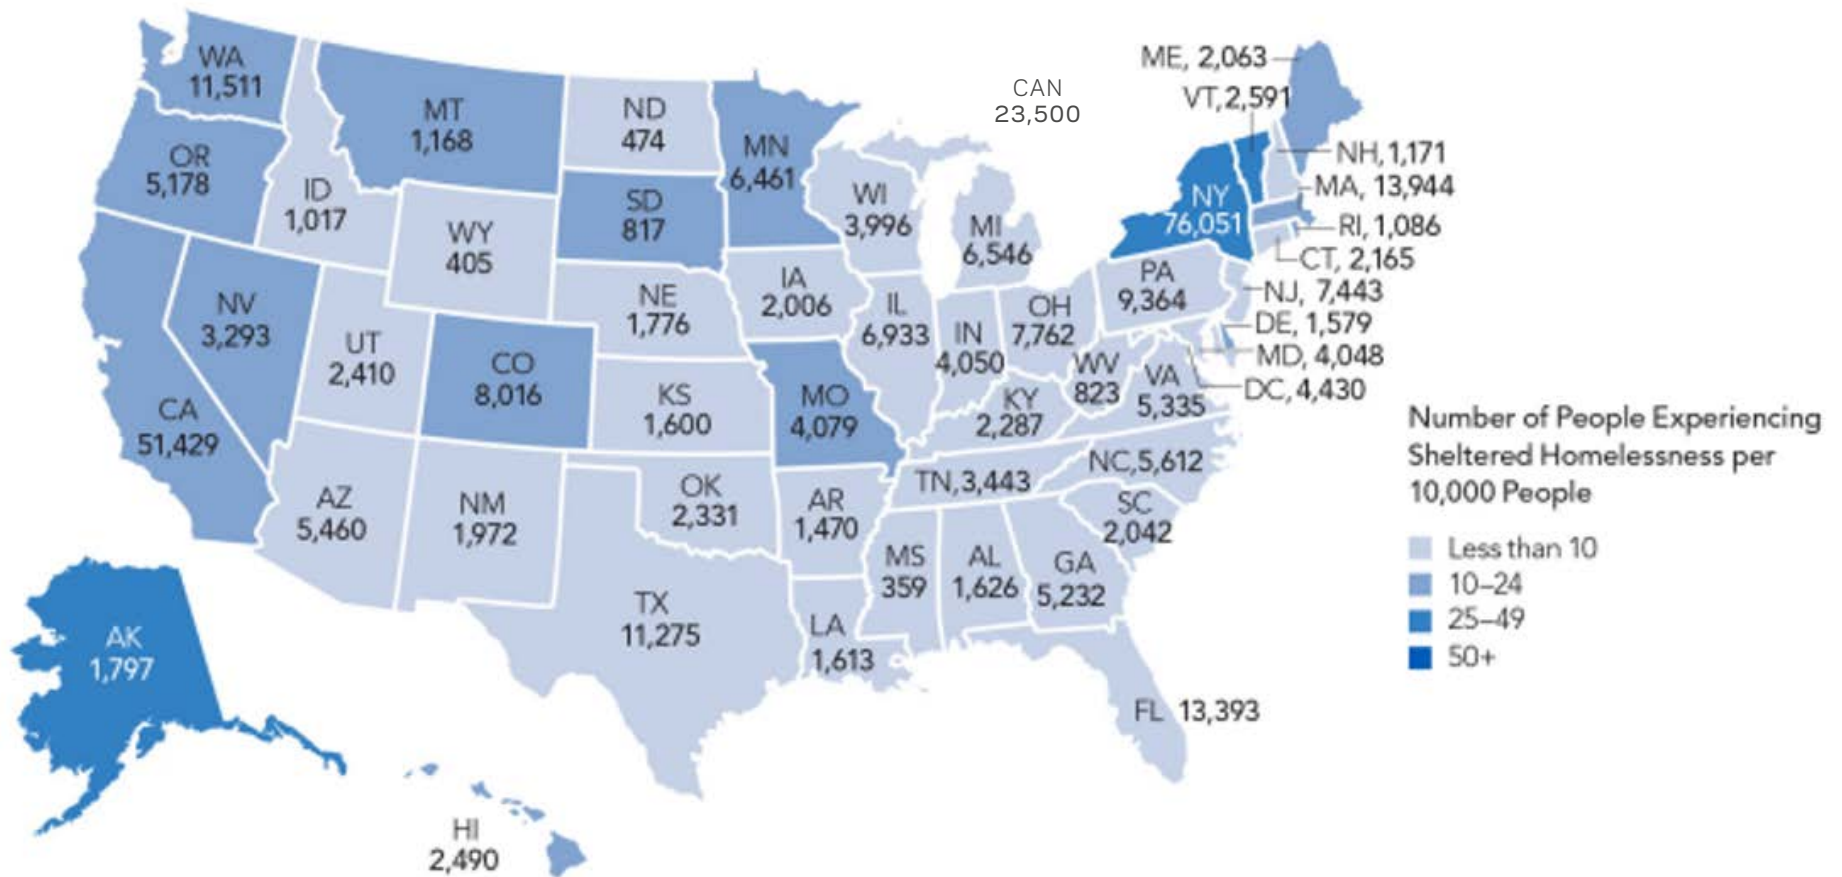 WA
11,511
MT
1,168
ND
474
MN
6,461
CAN
23,500
ME, 2,063
VT, 2,591
NH, 1,171
MA, 13,944
RI, 1,086
CT, 2,165
NJ, 7,443
DE, 1,579
MD, 4,048
DC, 4,430
OR
5,178
ID
1,017
WY
405
SD
817
WI
3,996
MI
6,546
NY
76,051
PA
9,364
NV
3,293
UT
2,410
CO
8,016
NE
1,776
IA
2,006
IL
6,933
IN
4,050
OH
7,762
WV
823
VA
5,335
CA
51,429
KS
1,600
MO
4,079
KY
2,287
TN, 3,443
NC, 5,612
SC
2,042
AZ
5,460
NM
1,972
OK
2,331
AR
1,470
MS
359
AL
1,626
GA
5,232
TX
11,275
LA
1,613
FL 13,393
AK
1,797
HI
2,490
Number of People Experiencing
Sheltered Homelessness per
10,000 People
Less than 10
10–24
25–49
50+